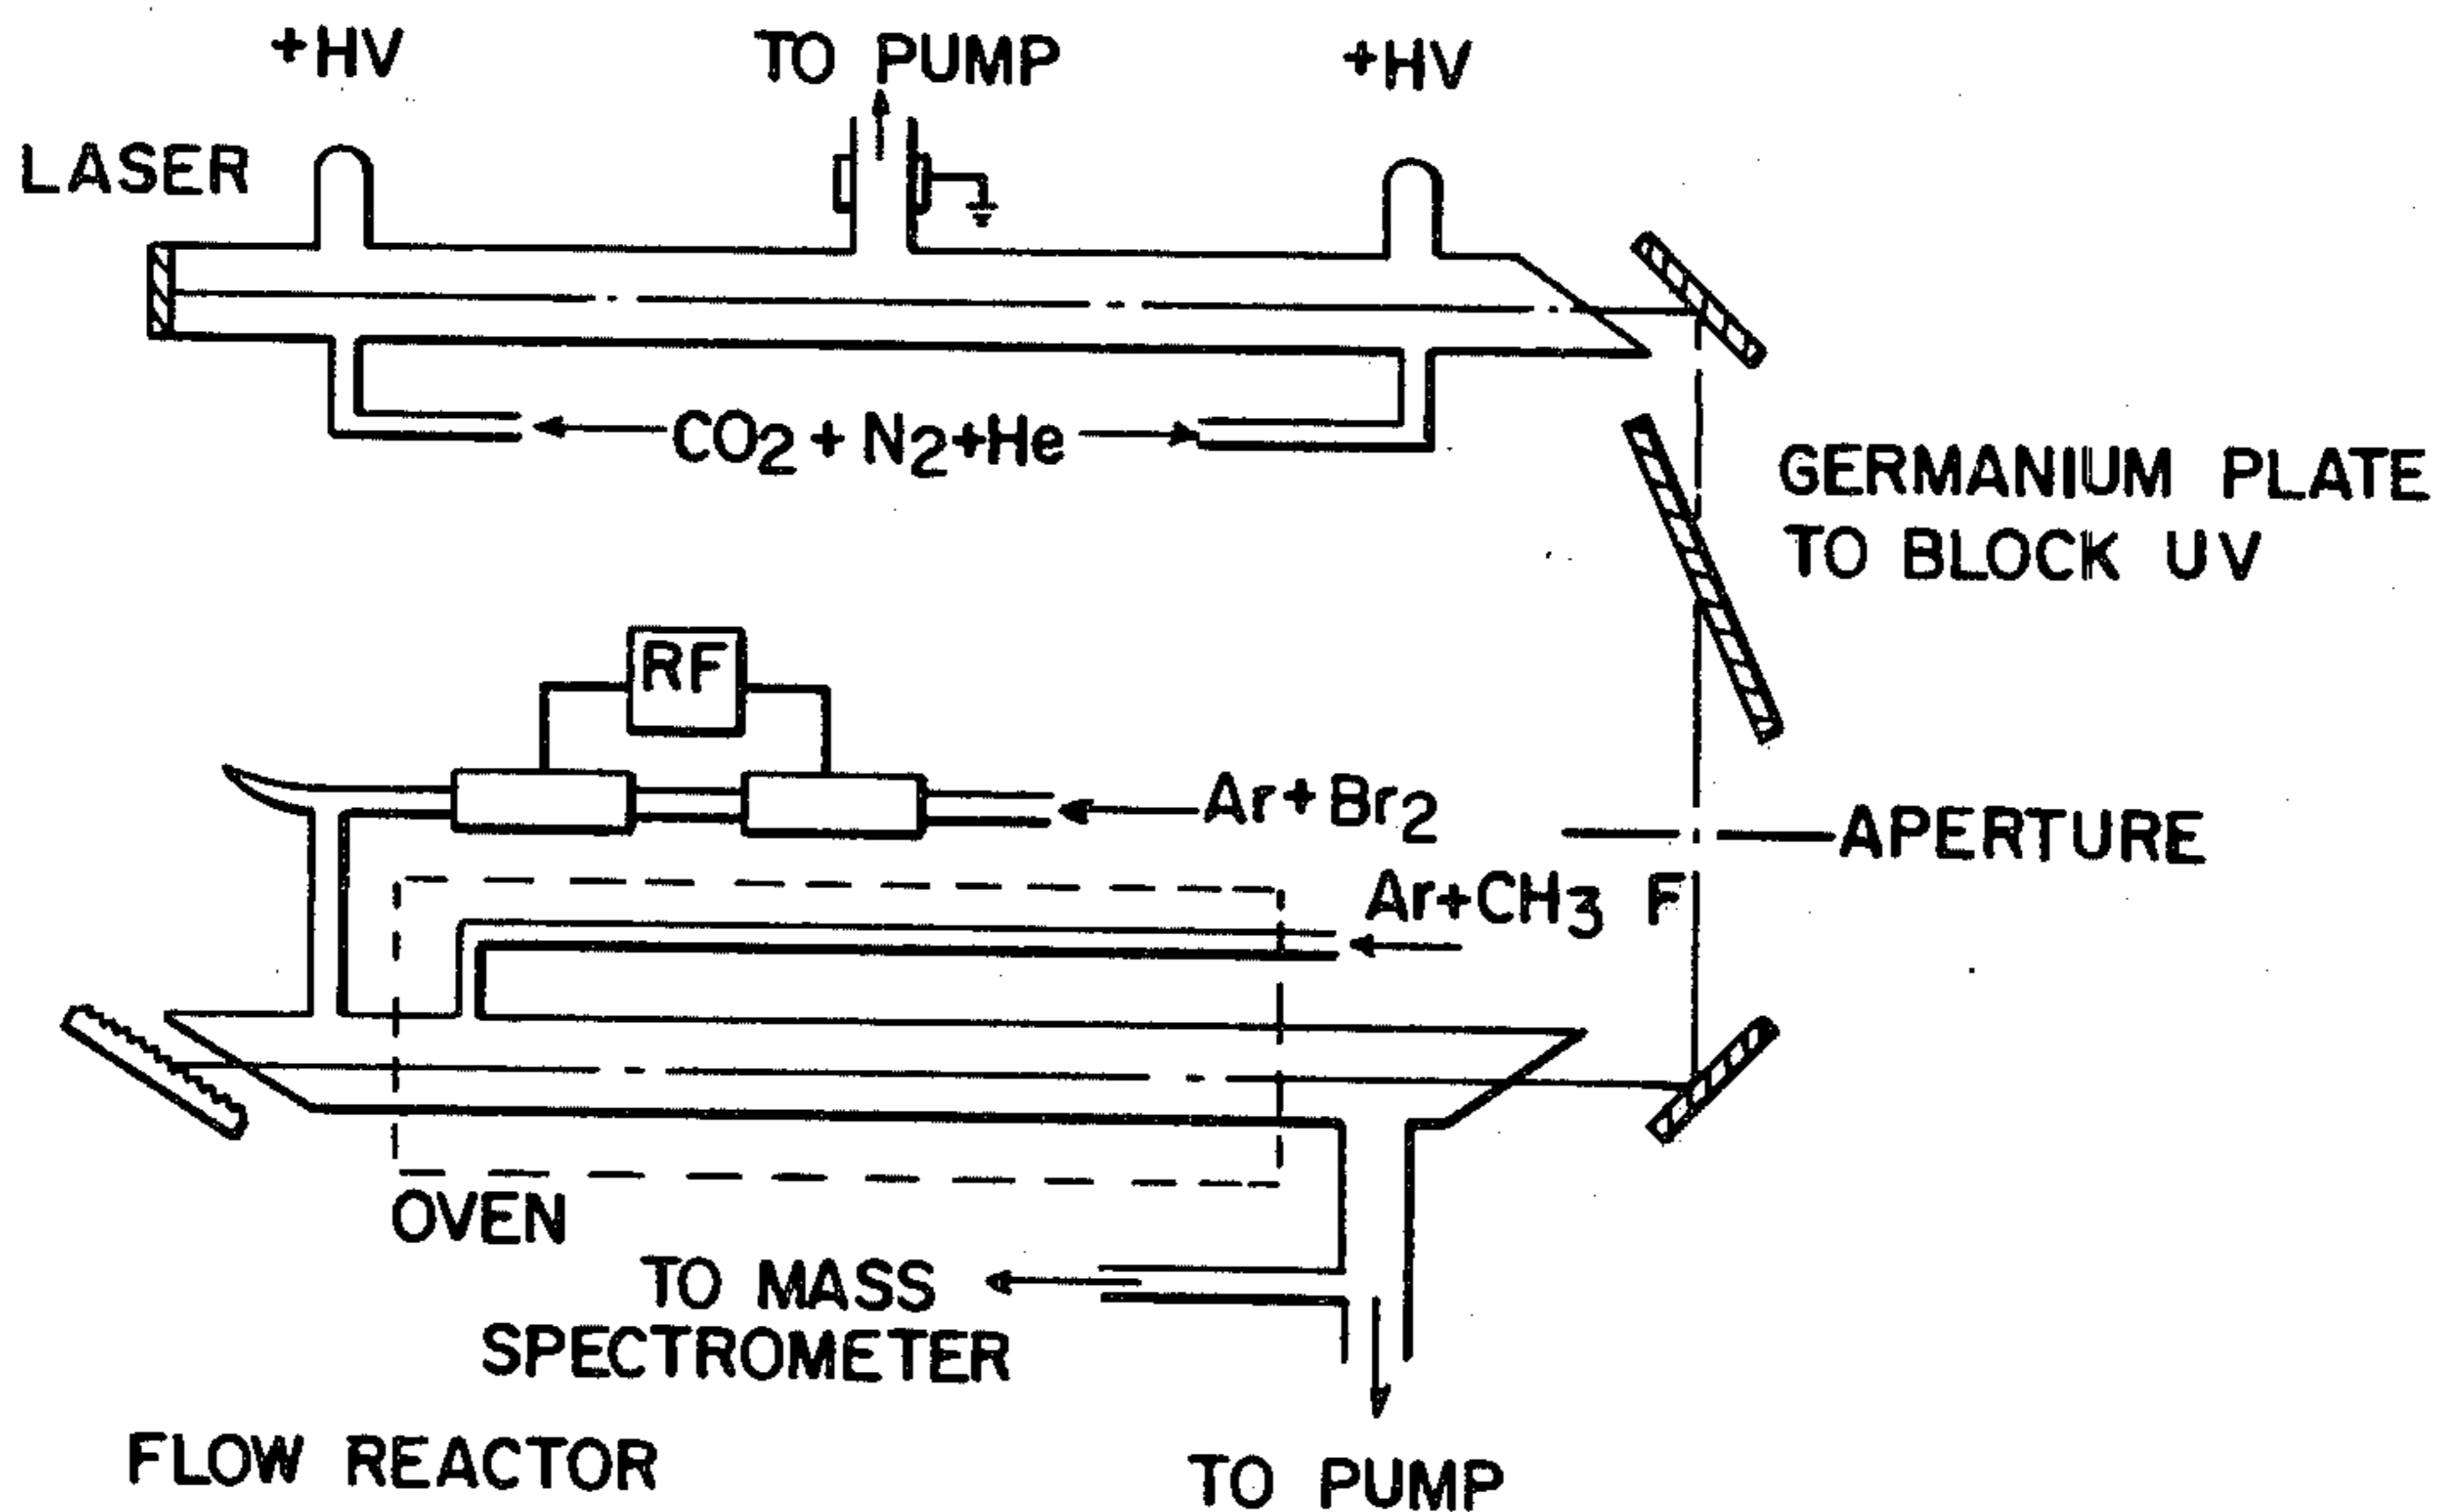 +HV
TO PUMP
+HV
LASER
CO2 + N2+He
GERMANIUM PLATE
TO BLOCK UV
RF
Ar+Br2
APERTURE
Ar+CH3 F
OVEN
TO MASS
SPECTROMETER
FLOW REACTOR
TO PUMP